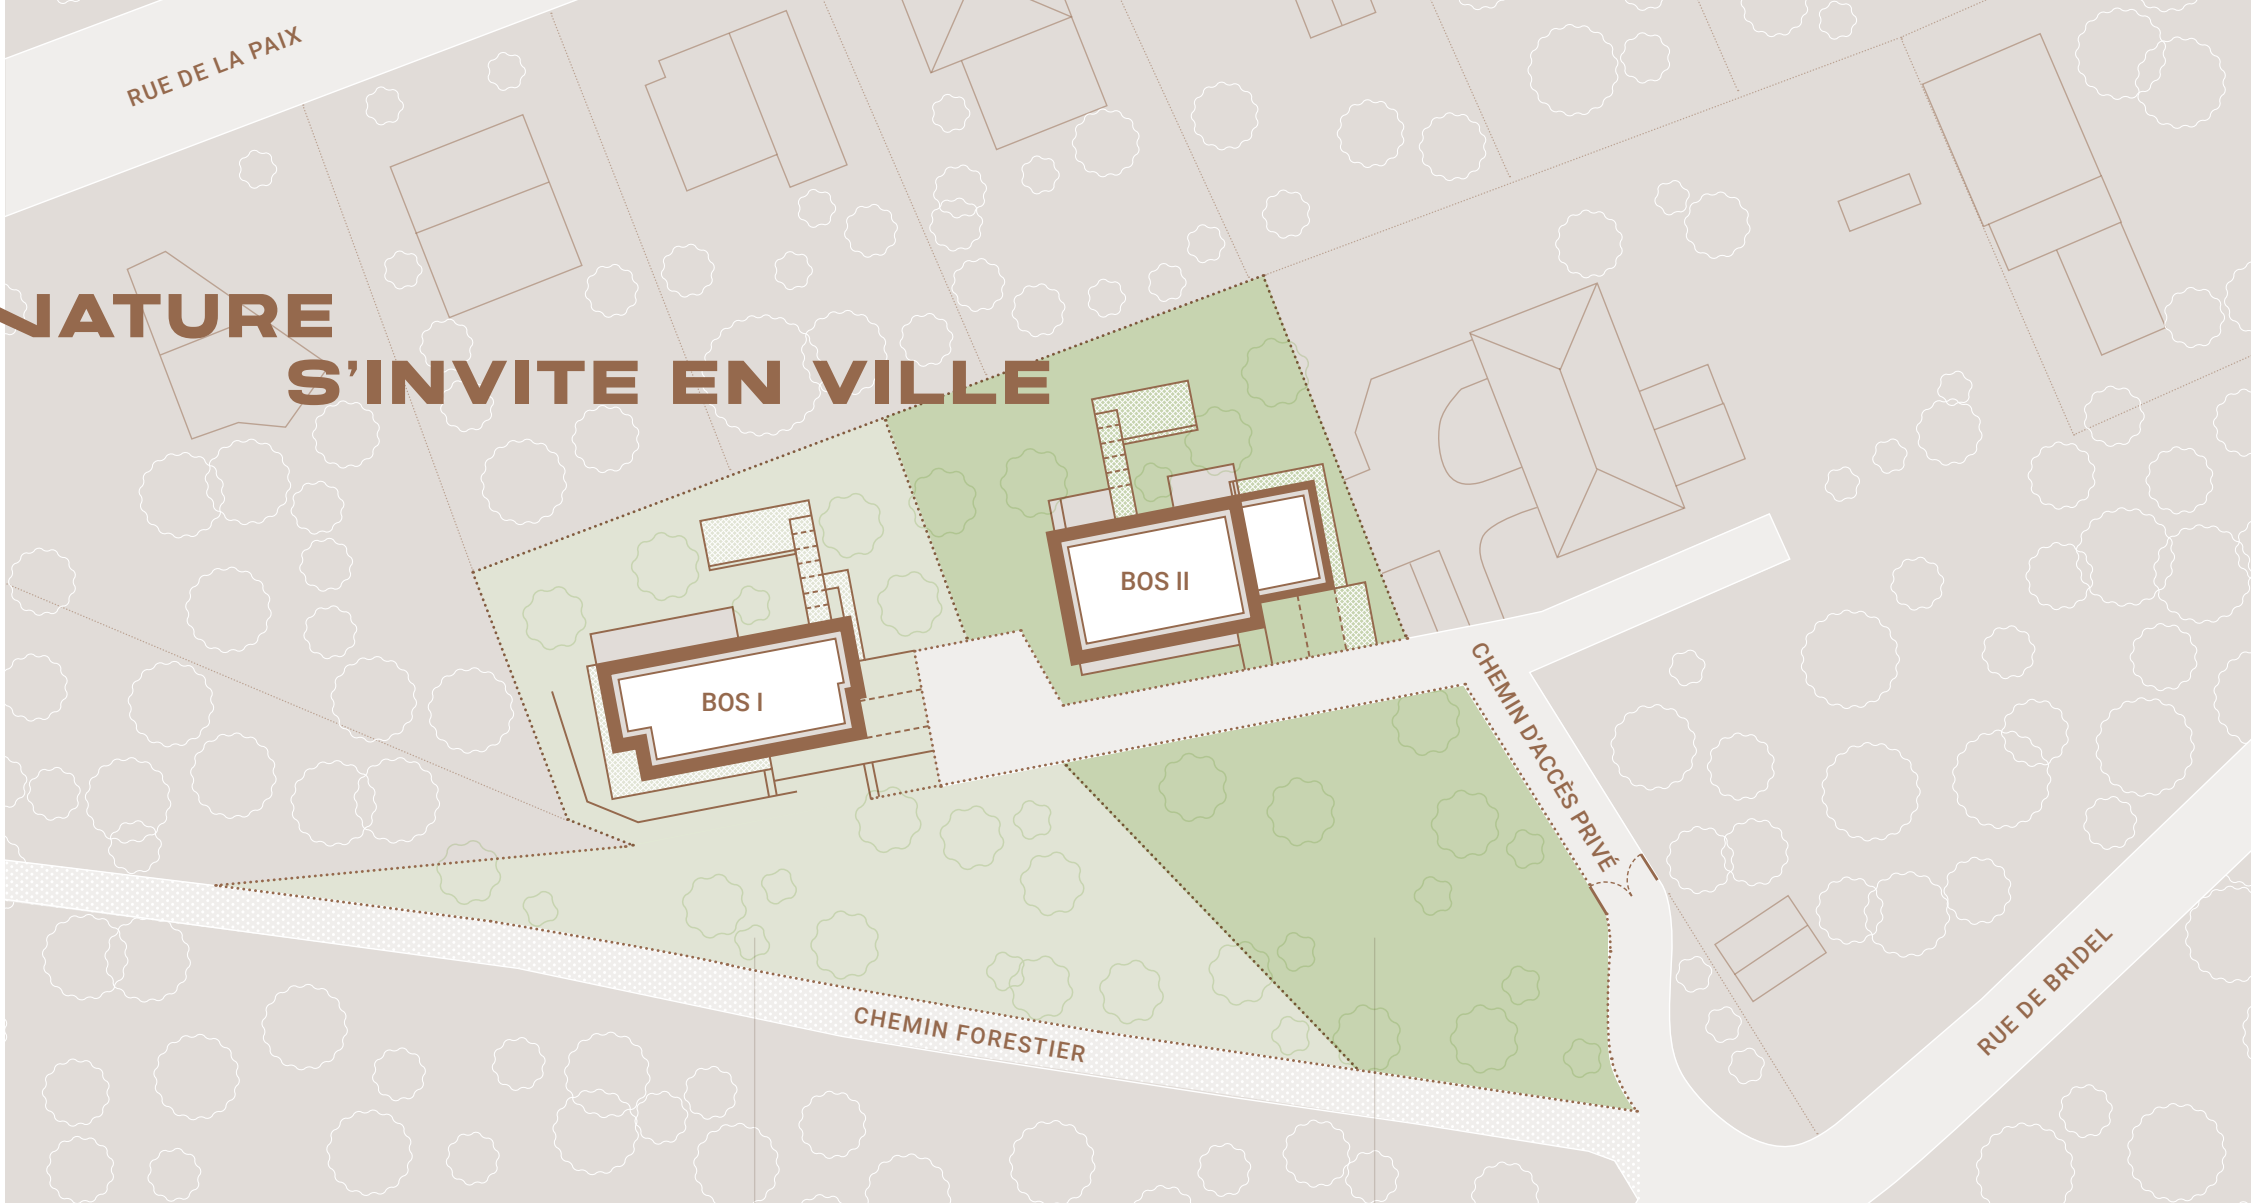 RUE DE LA PAIX
NATURE
S'INVITE EN VILLE
BOS II
BOS I
CHEMIN D'ACCÈS PRIVÉ
CHEMIN FORESTIER
RUE DE BRIDEL